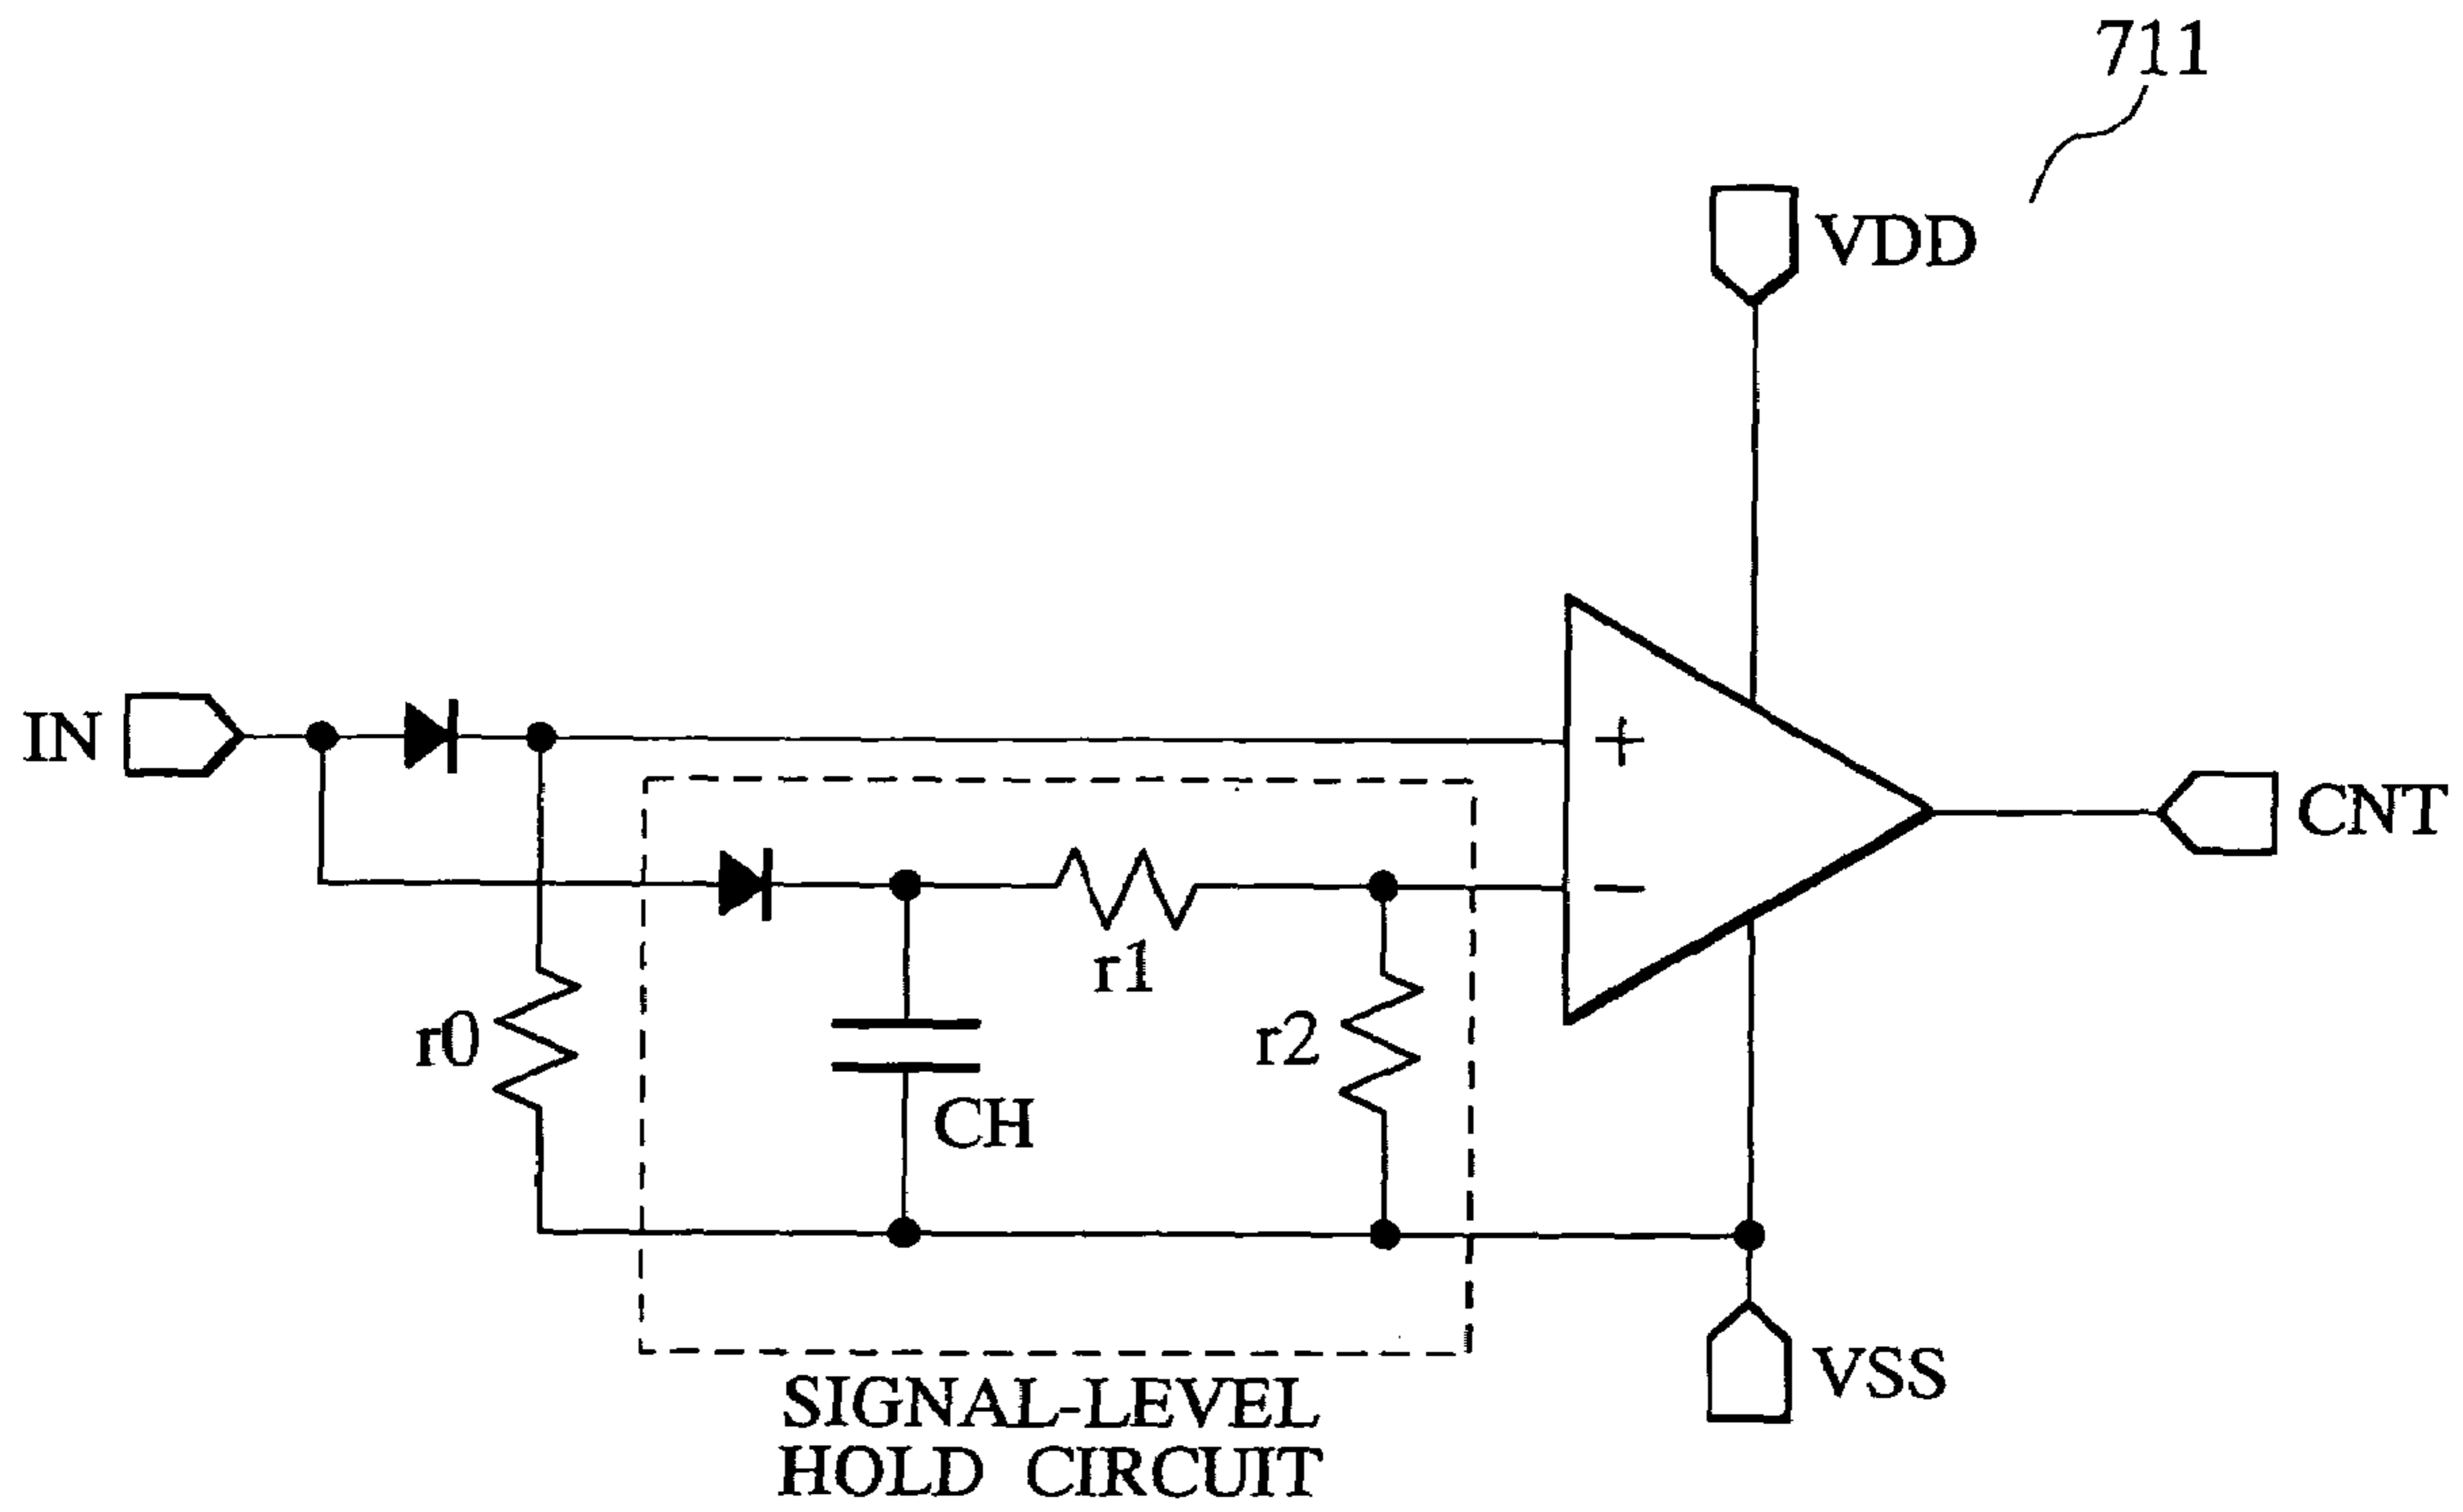 711
VDD
IN
+
CNT
−
r1
r0
r2
CH
VSS
SIGNAL-LEVEL
HOLD CIRCUIT